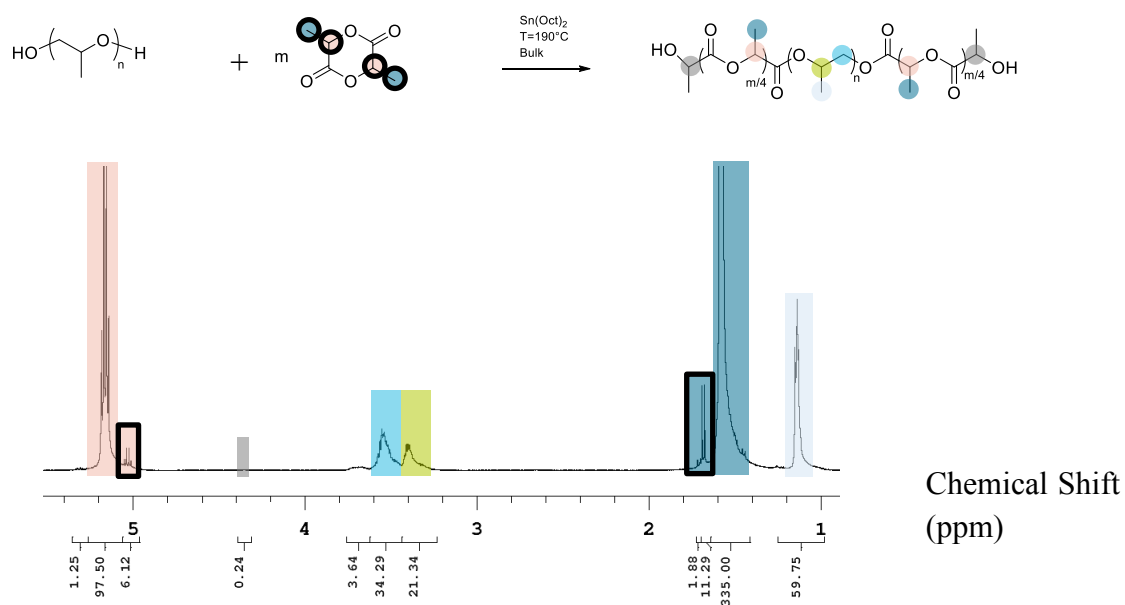 HO ( O ) n H
+
m O O O O
Sn(Oct)2
T=190°C
Bulk
HO ( O O ) m/4 O ( O ) n O O ( O O ) m/4 OH
5 4 3 2 1
Chemical Shift
(ppm)
1.25 97.50 6.12 0.24 3.64 34.29 21.34 1.88 11.29 335.00 59.75